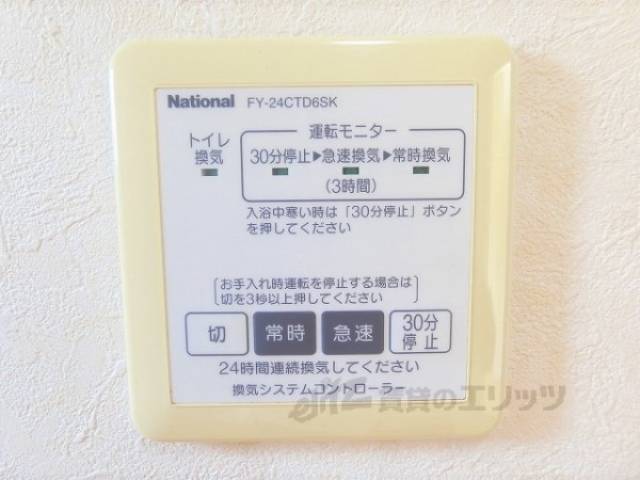 National FY-24CTD6SK
トイレ
換気
運転モニター
30分停止▶急速換気▶常時換気
(3時間)
入浴中寒い時は「30分停止」ボタン
を押してください
お手入れ時運転を停止する場合は
切を3秒以上押してください
切 常時 急速 30分
停止
24時間連続換気してください
換気システムコントローラー
賃貸のエリッツ